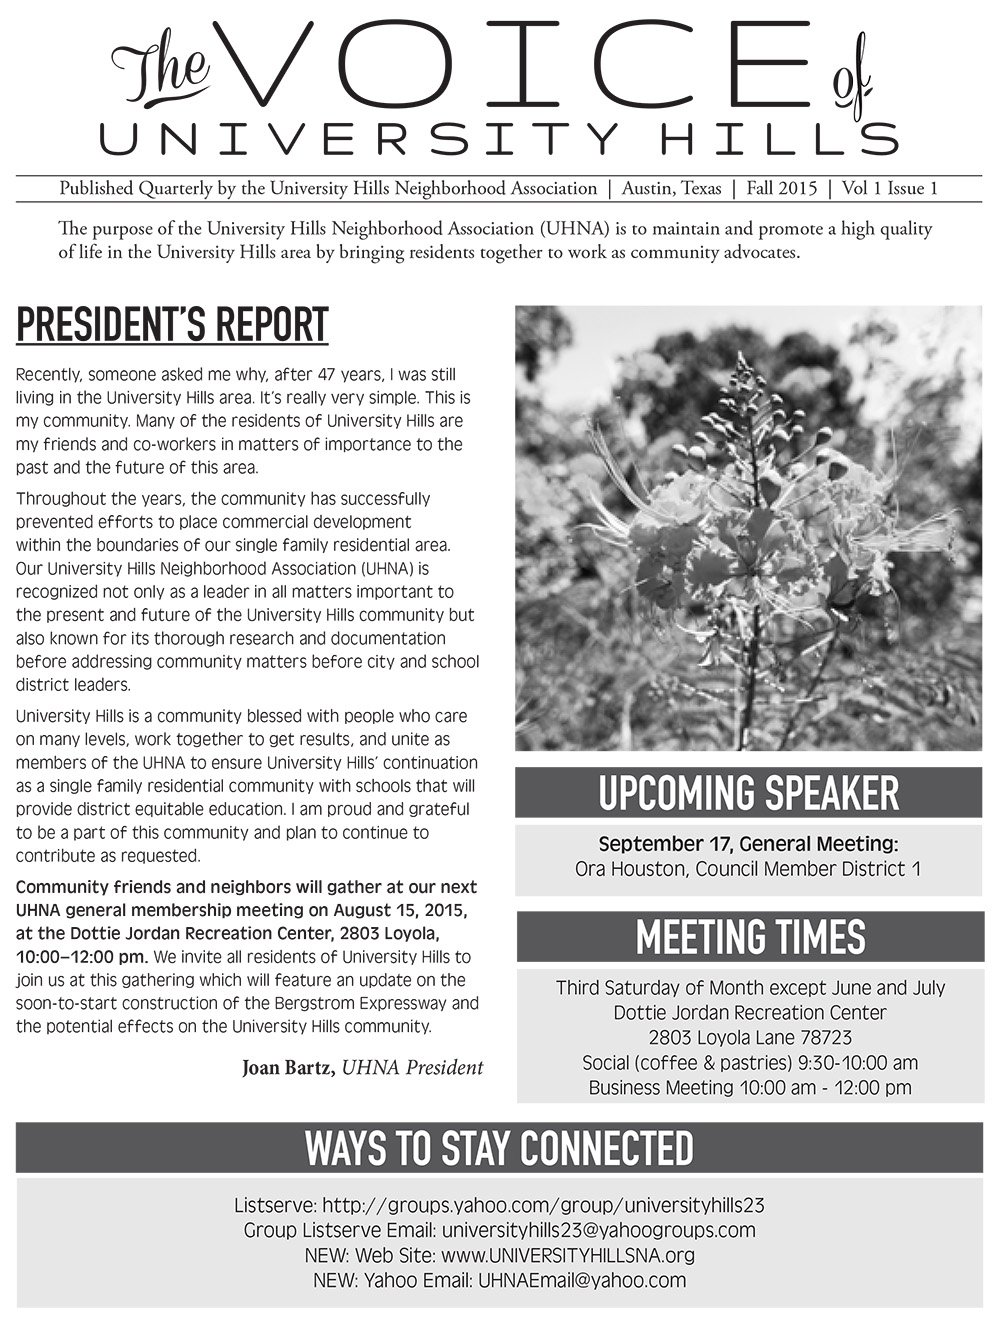 The VOICE of
UNIVERSITY HILLS
Published Quarterly by the University Hills Neighborhood Association | Austin, Texas | Fall 2015 | Vol 1 Issue 1
The purpose of the University Hills Neighborhood Association (UHNA) is to maintain and promote a high quality
of life in the University Hills area by bringing residents together to work as community advocates.
PRESIDENT'S REPORT
Recently, someone asked me why, after 47 years, I was still
living in the University Hills area. It's really very simple. This is
my community. Many of the residents of University Hills are
my friends and co-workers in matters of importance to the
past and the future of this area.
Throughout the years, the community has successfully
prevented efforts to place commercial development
within the boundaries of our single family residential area.
Our University Hills Neighborhood Association (UHNA) is
recognized not only as a leader in all matters important to
the present and future of the University Hills community but
also known for its thorough research and documentation
before addressing community matters before city and school
district leaders.
University Hills is a community blessed with people who care
on many levels, work together to get results, and unite as
members of the UHNA to ensure University Hills' continuation
as a single family residential community with schools that will
provide district equitable education. I am proud and grateful
to be a part of this community and plan to continue to
contribute as requested.
Community friends and neighbors will gather at our next
UHNA general membership meeting on August 15, 2015,
at the Dottie Jordan Recreation Center, 2803 Loyola,
10:00–12:00 pm. We invite all residents of University Hills to
join us at this gathering which will feature an update on the
soon-to-start construction of the Bergstrom Expressway and
the potential effects on the University Hills community.
Joan Bartz, UHNA President
UPCOMING SPEAKER
September 17, General Meeting:
Ora Houston, Council Member District 1
MEETING TIMES
Third Saturday of Month except June and July
Dottie Jordan Recreation Center
2803 Loyola Lane 78723
Social (coffee & pastries) 9:30-10:00 am
Business Meeting 10:00 am - 12:00 pm
WAYS TO STAY CONNECTED
Listserve: http://groups.yahoo.com/group/universityhills23
Group Listserve Email: universityhills23@yahoogroups.com
NEW: Web Site: www.UNIVERSITYHILLSNA.org
NEW: Yahoo Email: UHNAEmail@yahoo.com